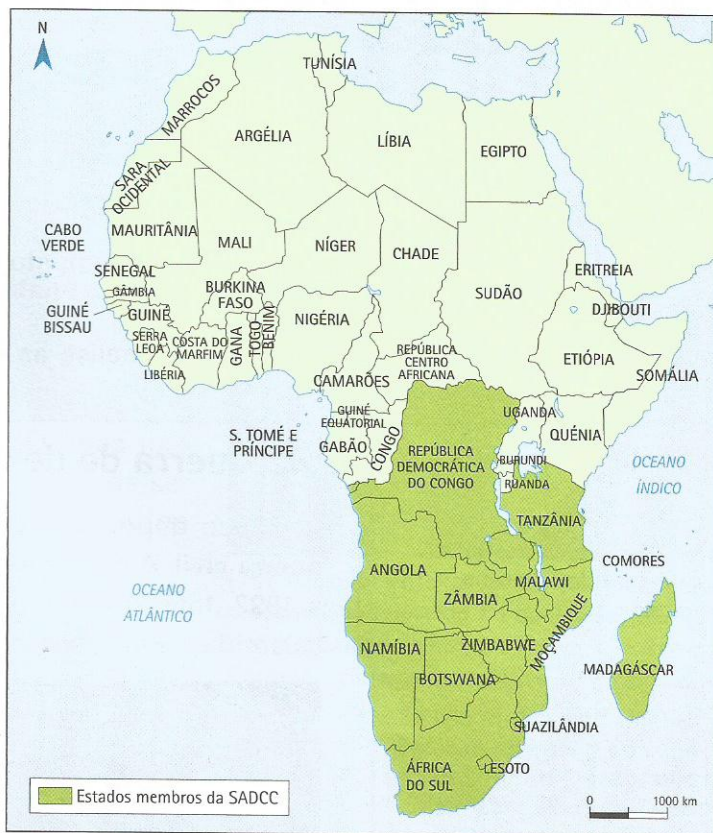 N
TUNÍSIA
MARROCOS
ARGÉLIA
LÍBIA
EGIPTO
SARA
OCIDENTAL
CABO
VERDE
MAURITÂNIA
MALI
NÍGER
CHADE
SUDÃO
ERITREIA
SENEGAL
GÂMBIA
BURKINA
FASO
DJIBOUTI
GUINÉ
BISSAU
GUINÉ
NIGÉRIA
SERRA
LEOA
COSTA DO
MARFIM
GANA
TOGO
BENIM
LIBÉRIA
REPÚBLICA
CENTRO
AFRICANA
ETIÓPIA
SOMÁLIA
CAMARÕES
GUINÉ
EQUATORIAL
S. TOMÉ E
PRÍNCIPE
GABÃO
CONGO
REPÚBLICA
DEMOCRÁTICA
DO CONGO
UGANDA
QUÉNIA
BURUNDI
RUANDA
OCEANO
ÍNDICO
TANZÂNIA
COMORES
OCEANO
ATLÂNTICO
ANGOLA
MALAWI
ZÂMBIA
MOÇAMBIQUE
NAMÍBIA
ZIMBABWE
BOTSWANA
MADAGÁSCAR
SUAZILÂNDIA
ÁFRICA
DO SUL
LESOTO
Estados membros da SADCC
0 1000 km